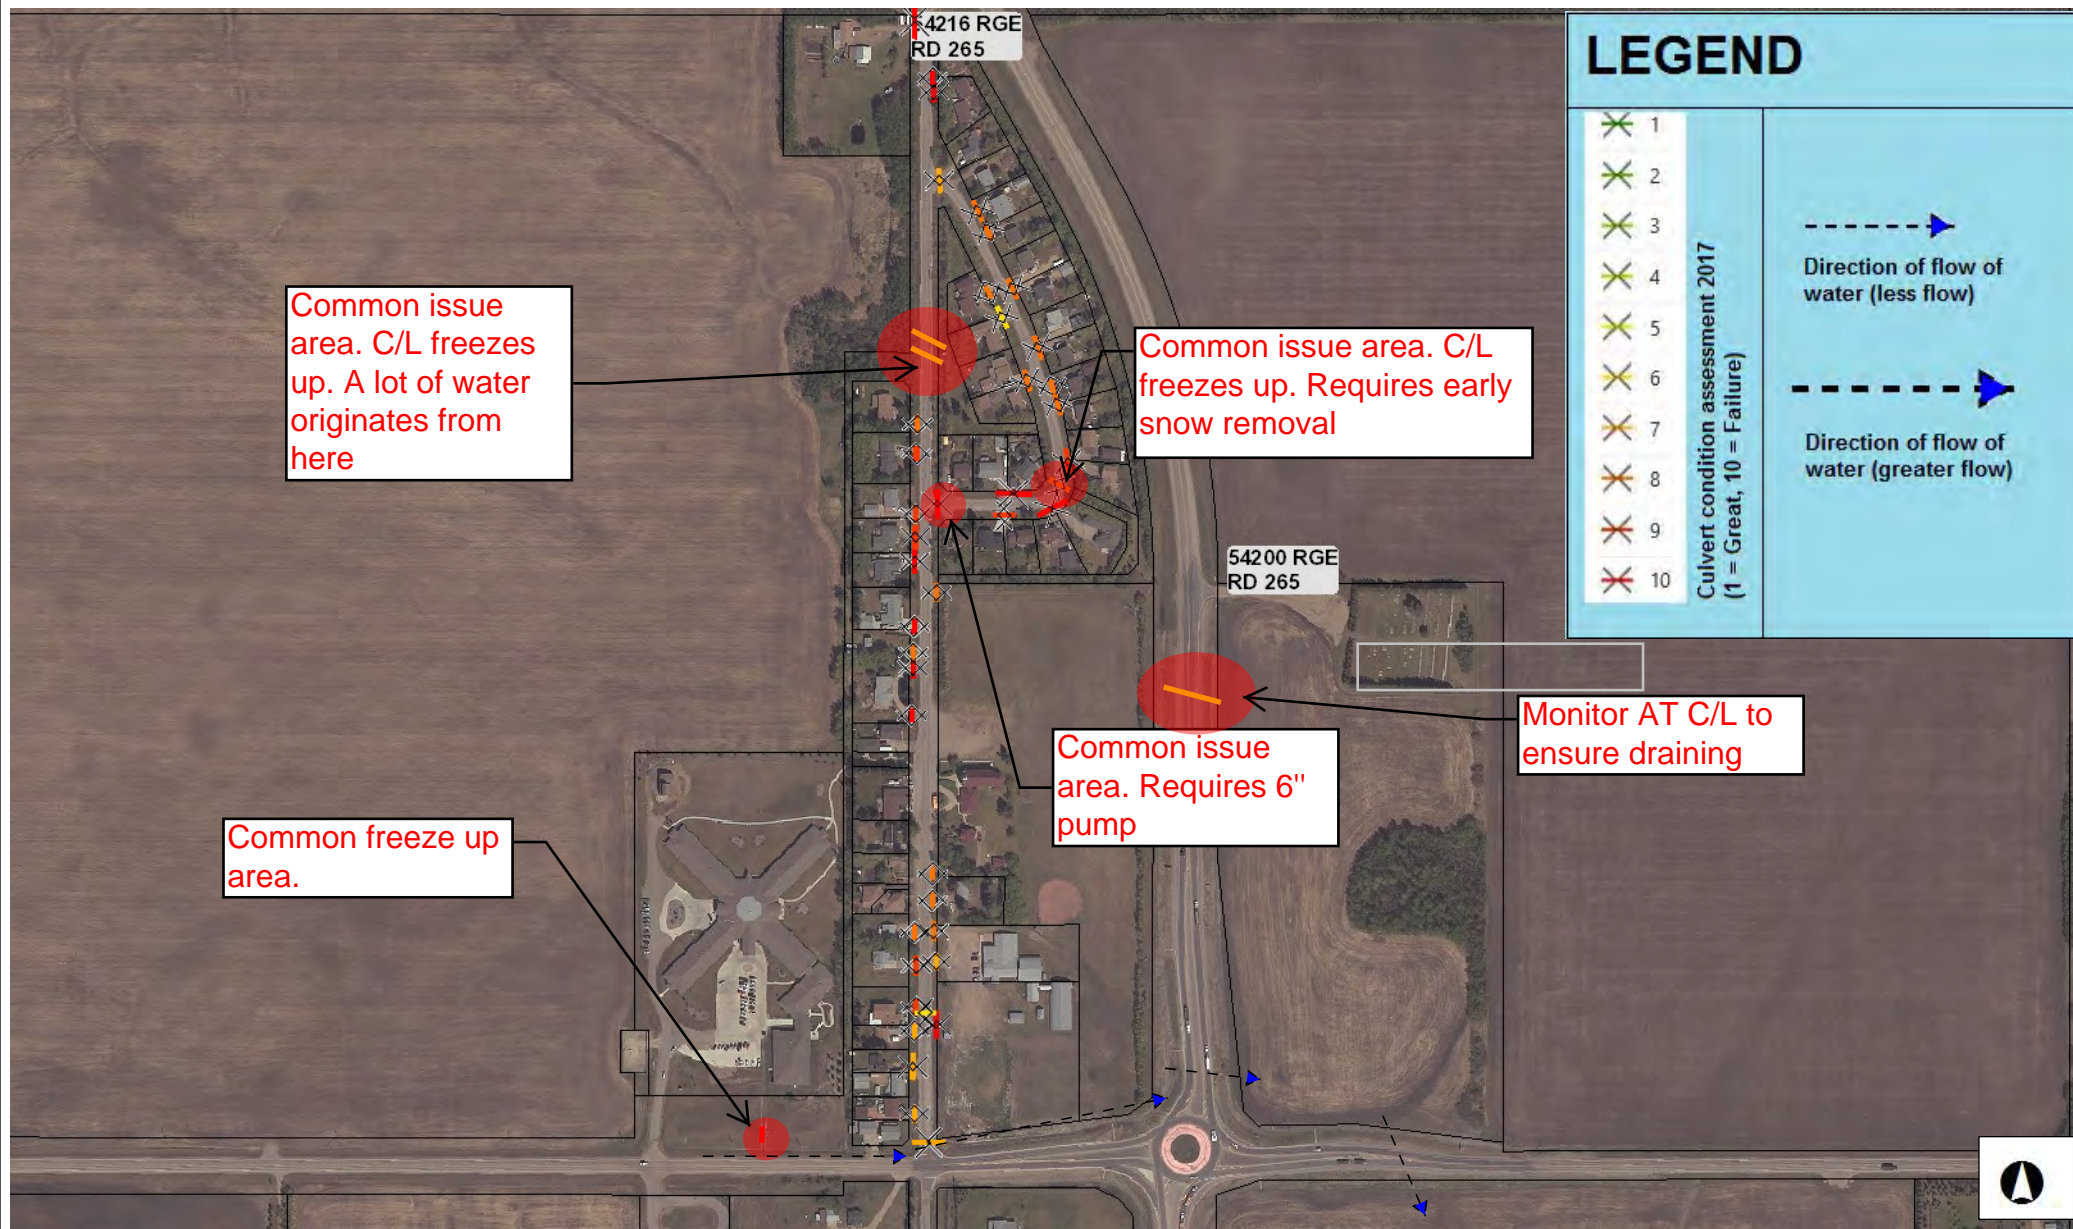 4216 RGE
RD 265
LEGEND
1
2
3
4
5
6
7
8
9
10
Culvert condition assessment 2017
(1 = Great, 10 = Failure)
Direction of flow of
water (less flow)
Direction of flow of
water (greater flow)
Common issue
area. C/L freezes
up. A lot of water
originates from
here
Common issue area. C/L
freezes up. Requires early
snow removal
54200 RGE
RD 265
Monitor AT C/L to
ensure draining
Common issue
area. Requires 6"
pump
Common freeze up
area.